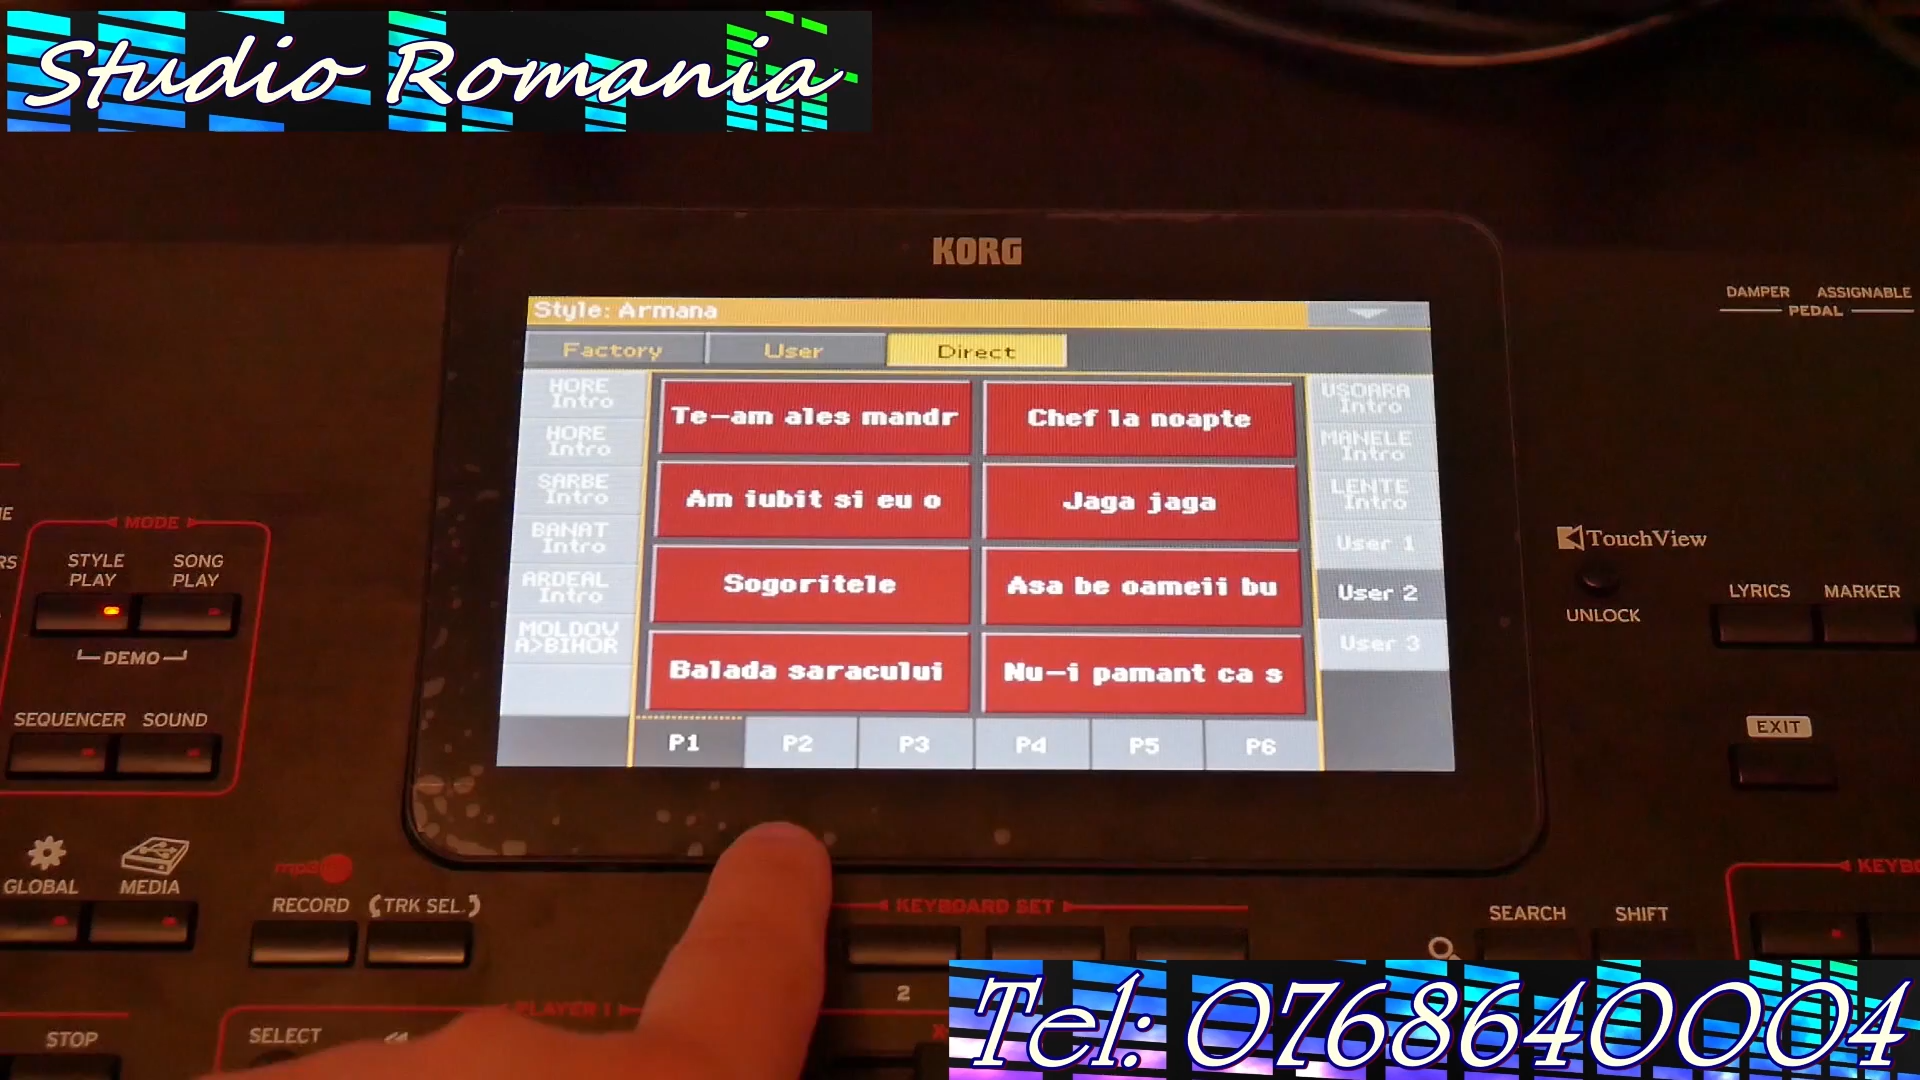 Studio Romania
KORG
Style: Armana
Factory
User
Direct
HORE
Intro
HORE
Intro
SARBE
Intro
BANAT
Intro
ARDEAL
Intro
MOLDOV
A>BIHOR
Te-am ales mandr
Chef la noapte
Am iubit si eu o
Jaga jaga
Sogoritele
Asa be oameii bu
Balada saracului
Nu-i pamant ca s
USOARA
Intro
MANELE
Intro
LENTE
Intro
User 1
User 2
User 3
P1
P2
P3
P4
P5
P6
DAMPER
ASSIGNABLE
PEDAL
MODE
STYLE
PLAY
SONG
PLAY
DEMO
SEQUENCER
SOUND
GLOBAL
MEDIA
mp3
RECORD
TRK SEL.
KEYBOARD SET
2
PLAYER 1
STOP
SELECT
TouchView
UNLOCK
LYRICS
MARKER
EXIT
SEARCH
SHIFT
Tel: 0768640004